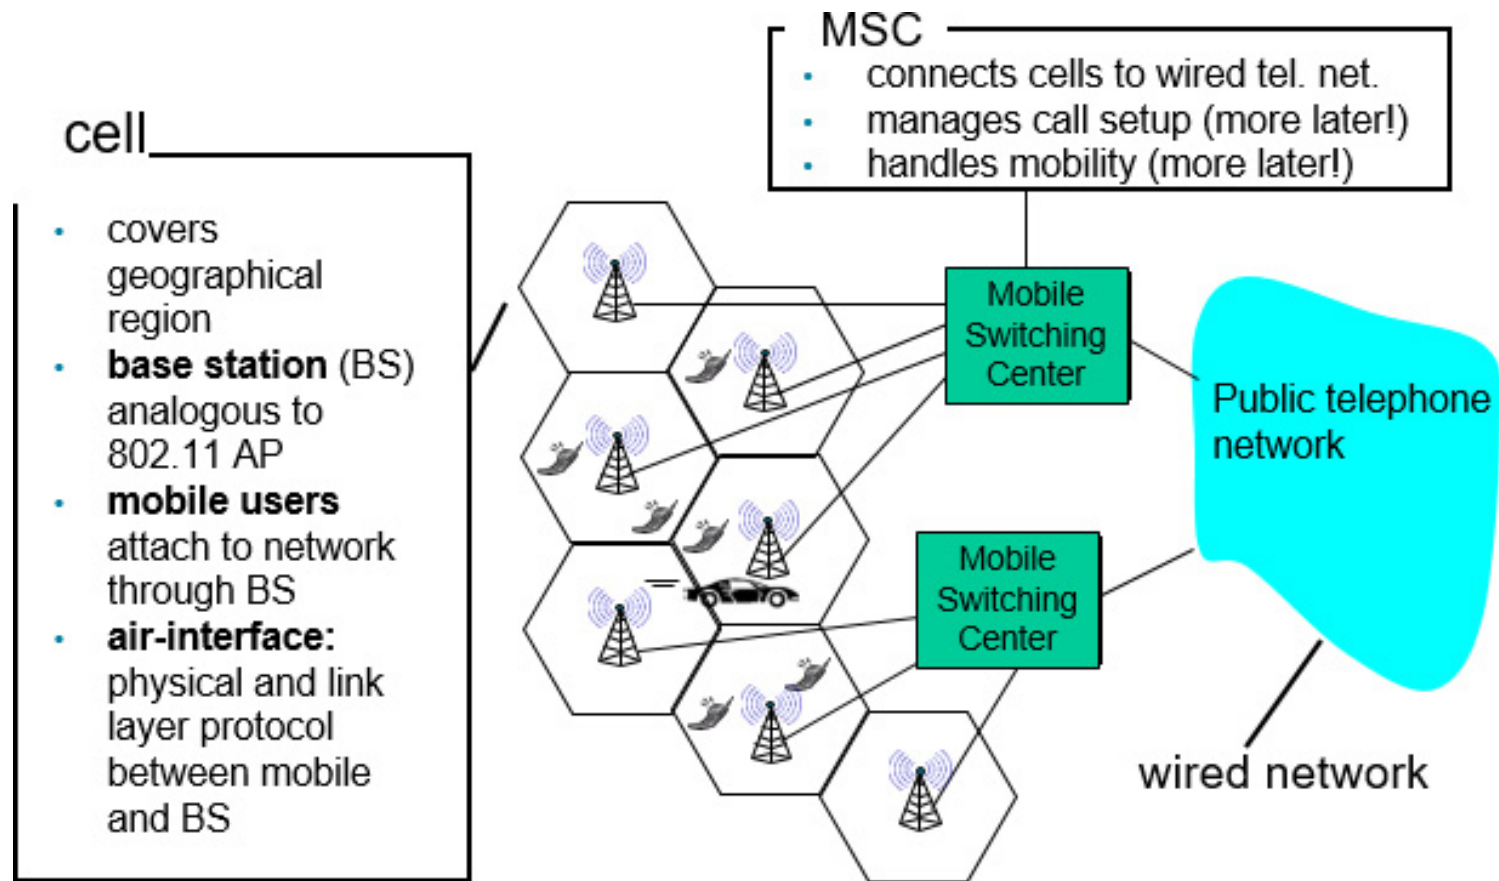 MSC
• connects cells to wired tel. net.
• manages call setup (more later!)
• handles mobility (more later!)
cell
• covers
geographical
region
• base station (BS)
analogous to
802.11 AP
• mobile users
attach to network
through BS
• air-interface:
physical and link
layer protocol
between mobile
and BS
Mobile
Switching
Center
Public telephone
network
Mobile
Switching
Center
wired network